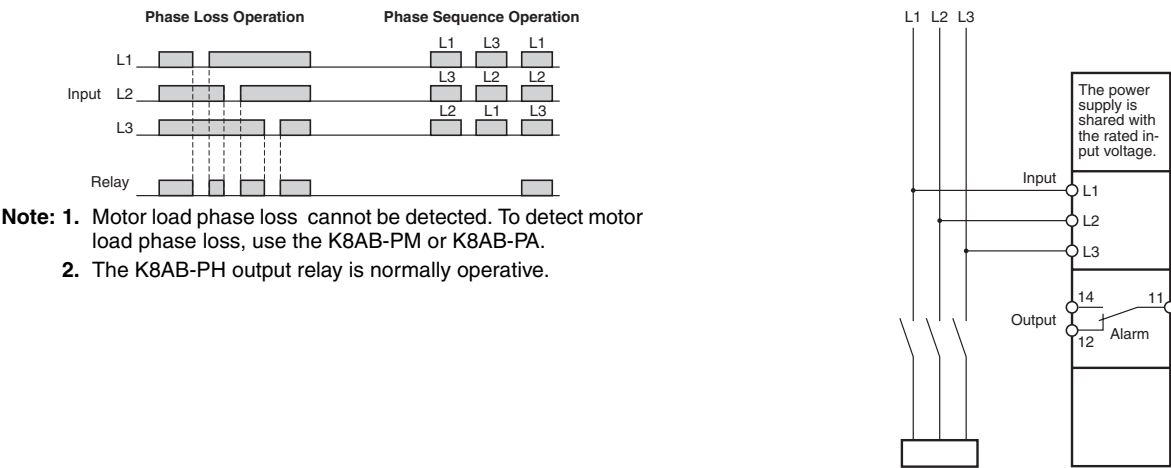 Phase Loss Operation
Phase Sequence Operation
L1
L1 L3 L1
Input L2
L3 L2 L2
L3
L2 L1 L3
Relay
Note: 1. Motor load phase loss cannot be detected. To detect motor
load phase loss, use the K8AB-PM or K8AB-PA.
2. The K8AB-PH output relay is normally operative.
L1 L2 L3
The power
supply is
shared with
the rated in-
put voltage.
Input
L1
L2
L3
14
11
Output
12
Alarm